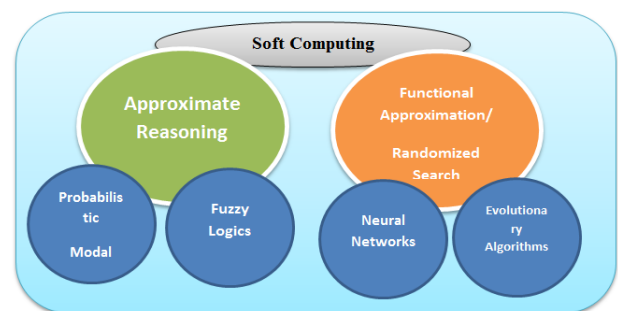 Soft Computing
Approximate
Reasoning
Functional
Approximation/
Randomized
Search
Probabilis
tic
Modal
Fuzzy
Logics
Neural
Networks
Evolutiona
ry
Algorithms